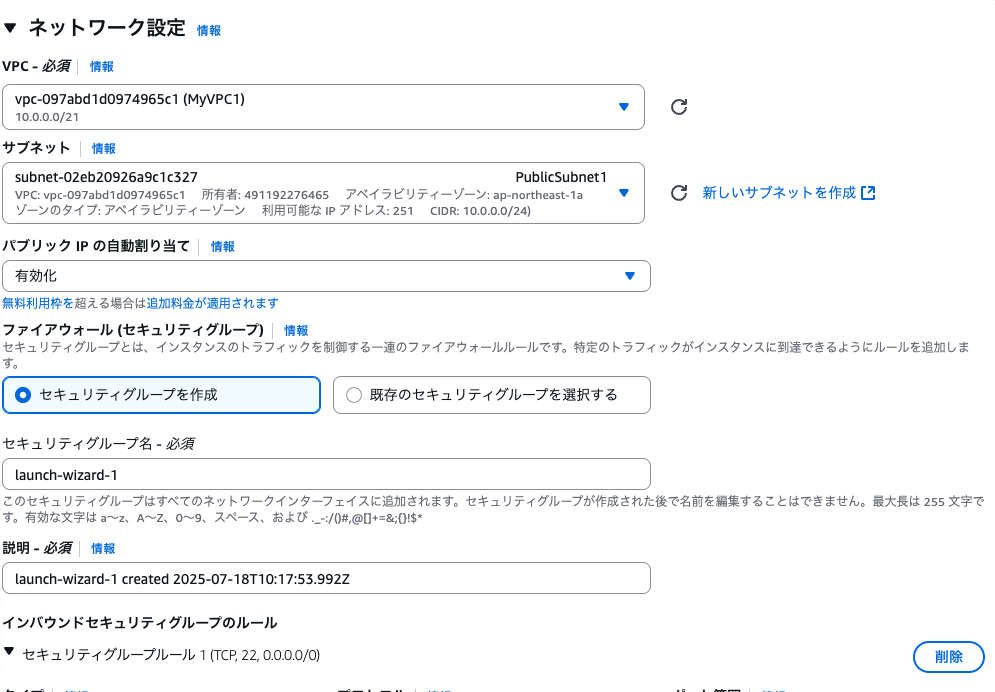 ▼ ネットワーク設定 情報
VPC - 必須 情報
vpc-097abd1d0974965c1 (MyVPC1)
10.0.0.0/21
サブネット 情報
subnet-02eb20926a9c1c327 PublicSubnet1
VPC: vpc-097abd1d0974965c1 所有者: 491192276465 アベイラビリティーゾーン: ap-northeast-1a
ゾーンのタイプ: アベイラビリティーゾーン 利用可能な IP アドレス: 251 CIDR: 10.0.0.0/24)
新しいサブネットを作成
パブリック IP の自動割り当て 情報
有効化
無料利用枠を超える場合は追加料金が適用されます
ファイアウォール (セキュリティグループ) 情報
セキュリティグループとは、インスタンスのトラフィックを制御する一連のファイアウォールルールです。特定のトラフィックがインスタンスに到達できるようにルールを追加しま
す。
セキュリティグループを作成 既存のセキュリティグループを選択する
セキュリティグループ名 - 必須
launch-wizard-1
このセキュリティグループはすべてのネットワークインターフェイスに追加されます。セキュリティグループが作成された後で名前を編集することはできません。最大長は 255 文字で
す。有効な文字は a～z、A～Z、0～9、スペース、および ._-:/()#,@[]+=&;{}!$*
説明 - 必須 情報
launch-wizard-1 created 2025-07-18T10:17:53.992Z
インバウンドセキュリティグループのルール
▼ セキュリティグループルール 1 (TCP, 22, 0.0.0.0/0) 削除